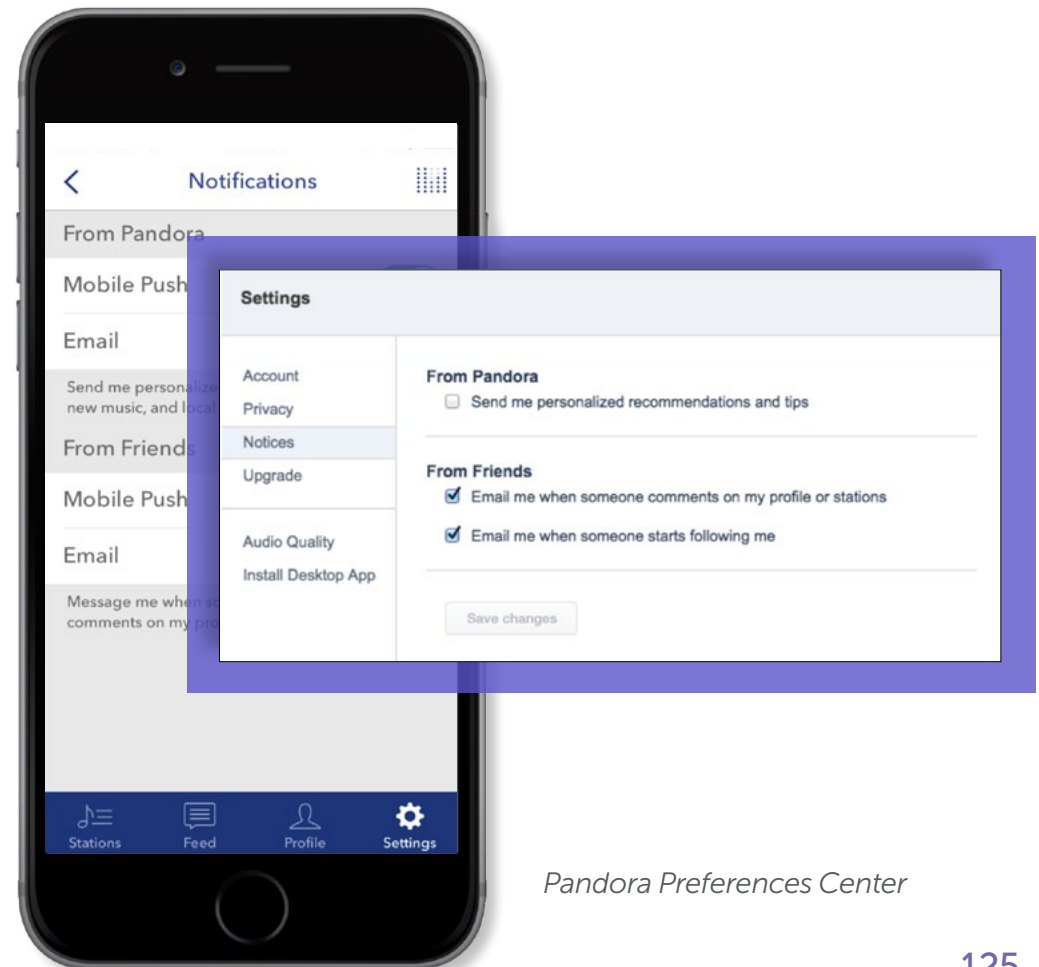 Notifications
From Pandora
Mobile Push
Email
Send me personalize
new music, and local
From Friends
Mobile Push
Email
Message me when so
comments on my pro
Stations
Feed
Profile
Settings
Settings
Account
Privacy
Notices
Upgrade
Audio Quality
Install Desktop App
From Pandora
Send me personalized recommendations and tips
From Friends
Email me when someone comments on my profile or stations
Email me when someone starts following me
Save changes
Pandora Preferences Center
125